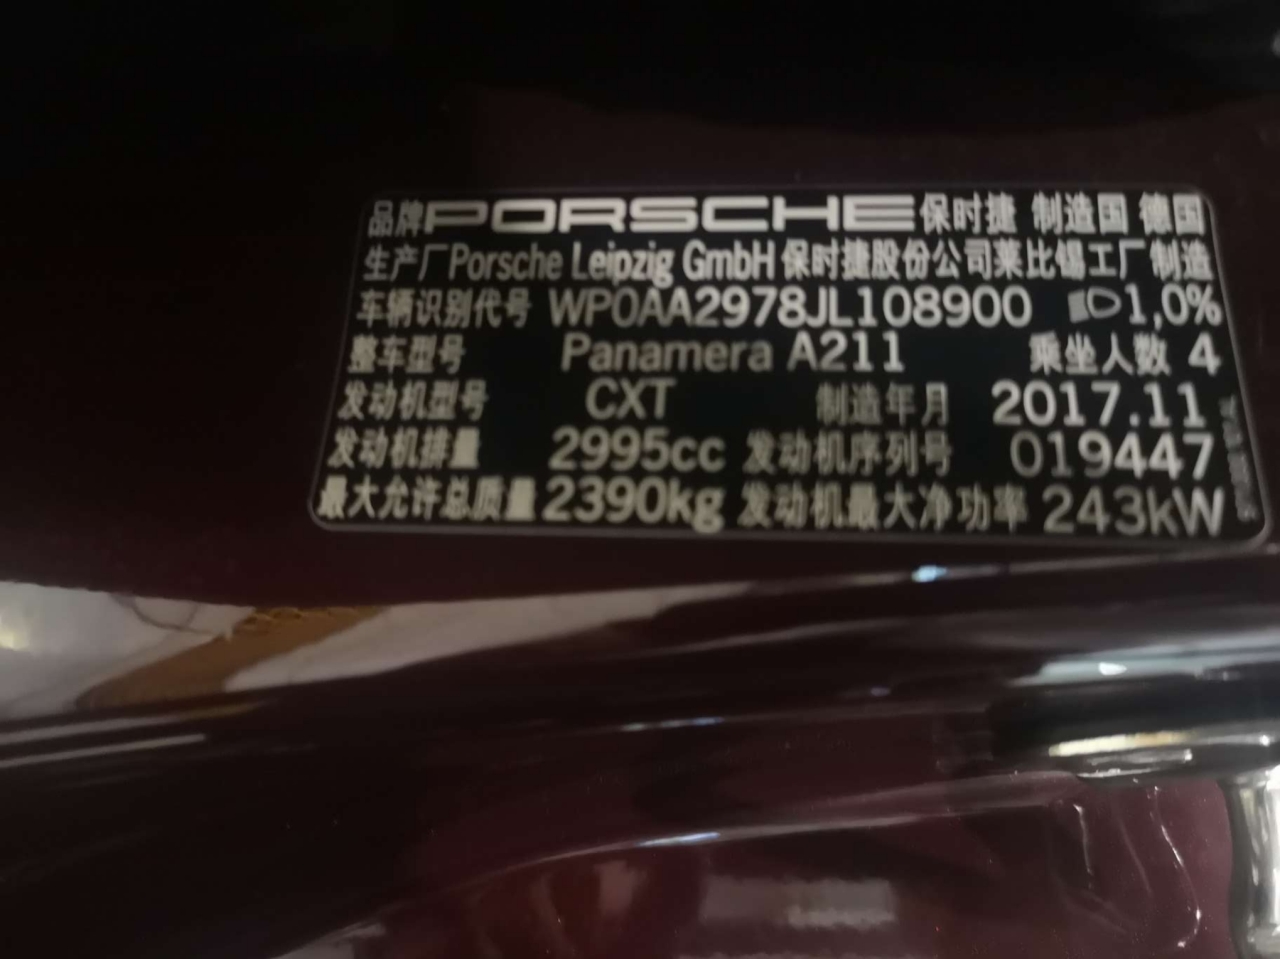 品牌PORSCHE保时捷 制造国 德国
生产厂Porsche Leipzig GmbH保时捷股份公司莱比锡工厂制造
车辆识别代号 WP0AA2978JL108900 1,0%
整车型号 Panamera A211 乘坐人数 4
发动机型号 CXT 制造年月 2017.11
发动机排量 2995cc 发动机序列号 019447
最大允许总质量2390kg 发动机最大净功率 243kW